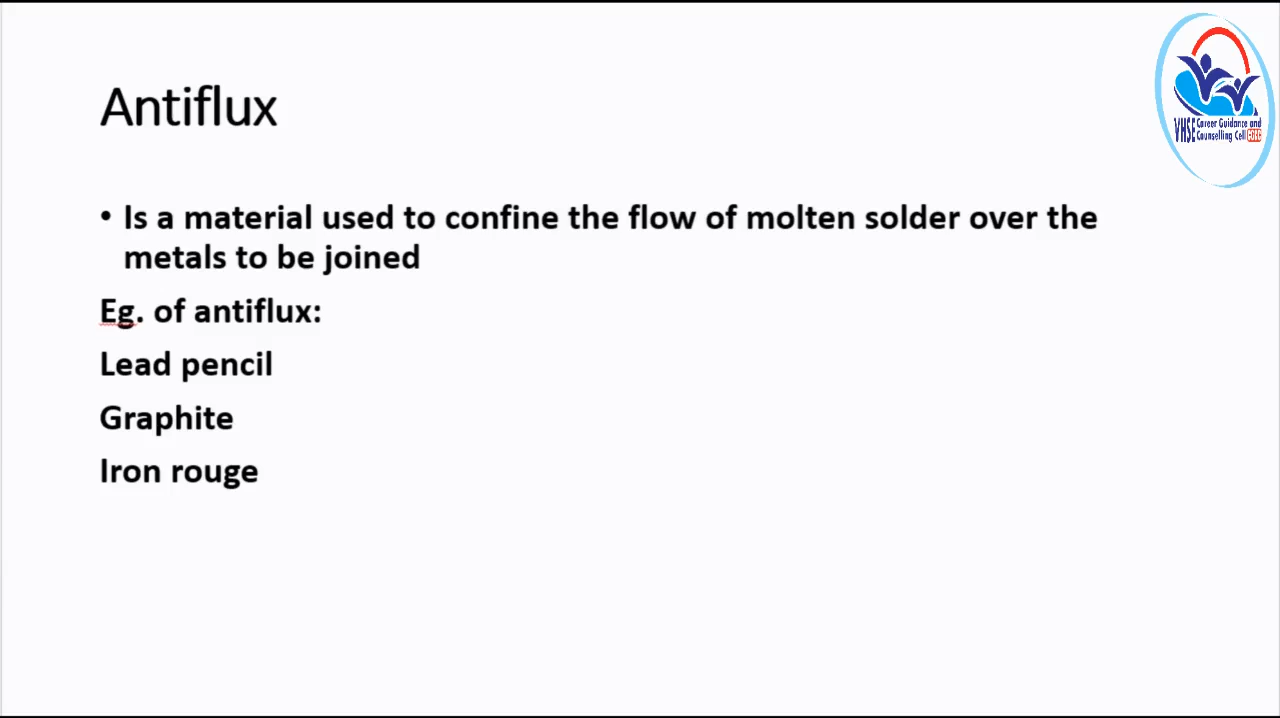 Antiflux
• Is a material used to confine the flow of molten solder over the
metals to be joined
Eg. of antiflux:
Lead pencil
Graphite
Iron rouge
VHSE Career Guidance and
Counselling Cell CGCC